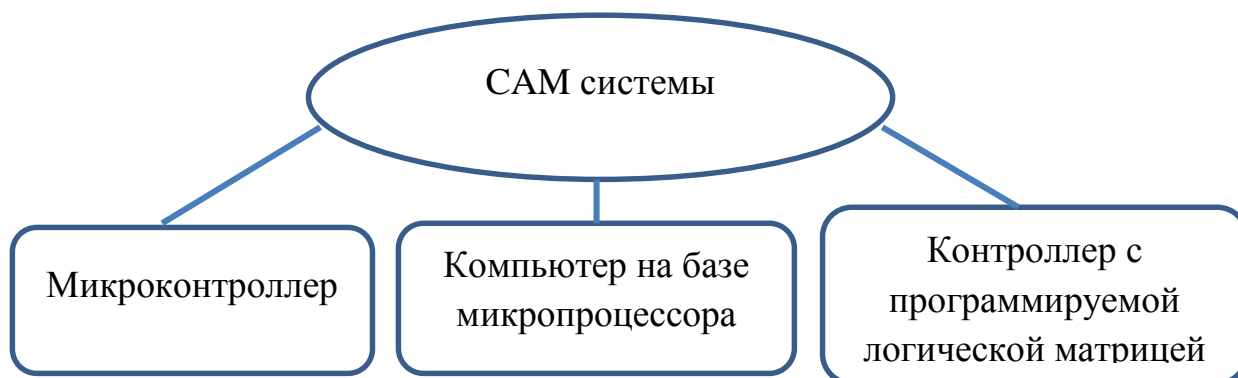 САМ системы
Микроконтроллер
Компьютер на базе
микропроцессора
Контроллер с
программируемой
логической матрицей